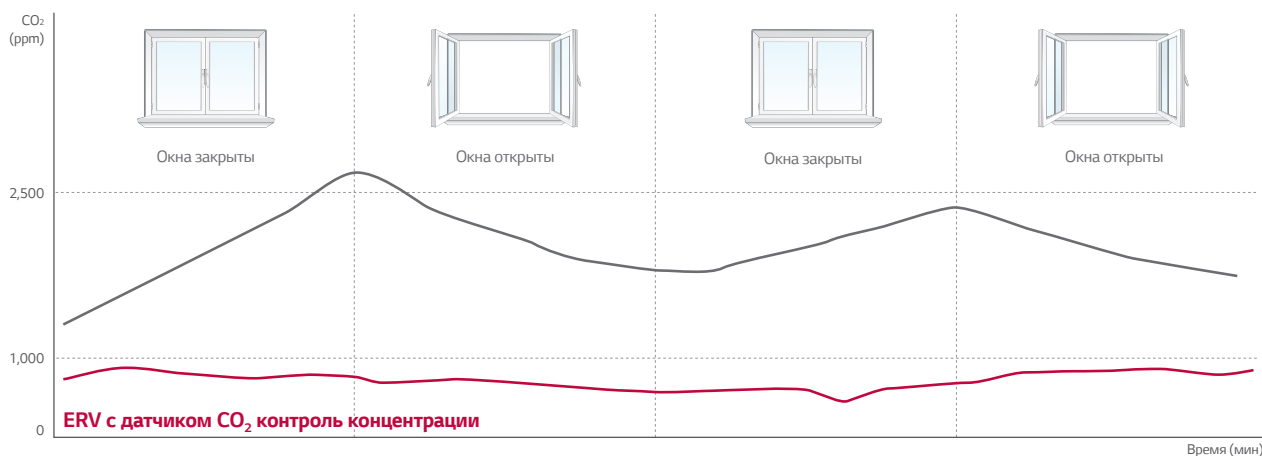 CO₂
(ppm)
Окна закрыты
Окна открыты
Окна закрыты
Окна открыты
2,500
1,000
ERV с датчиком CO₂ контроль концентрации
0
Время (мин)